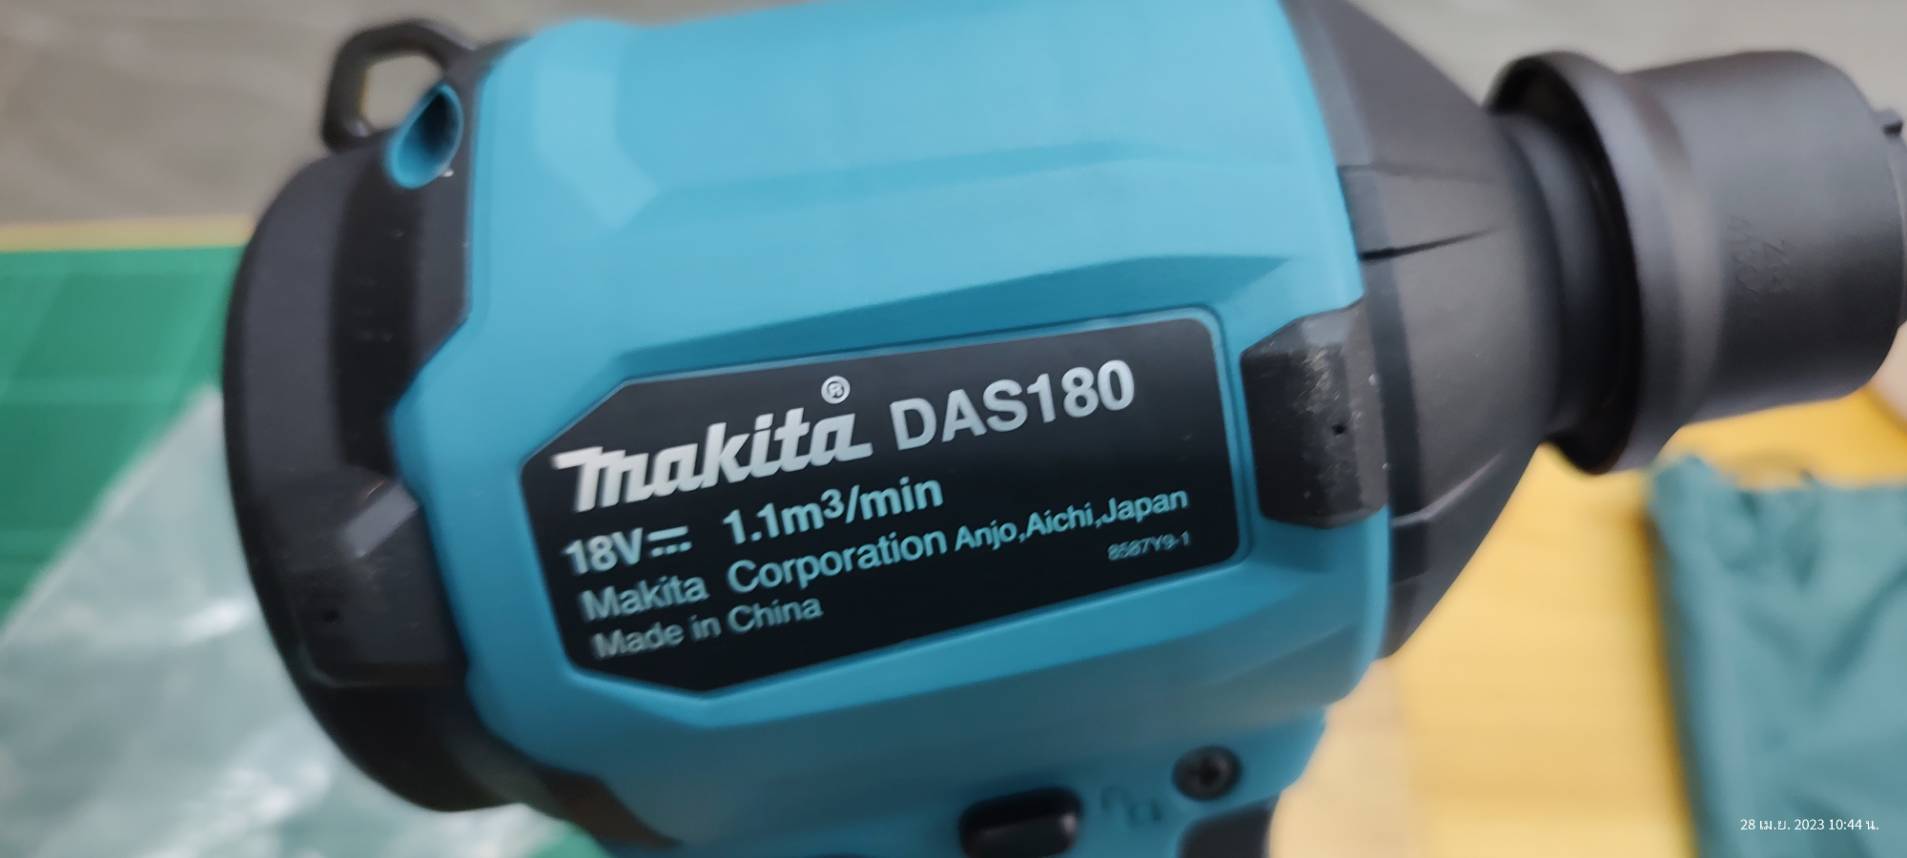 makita® DAS180
18V⎓ 1.1m³/min
Makita Corporation Anjo,Aichi,Japan
8587Y9-1
Made in China
28 เม.ย. 2023 10:44 น.